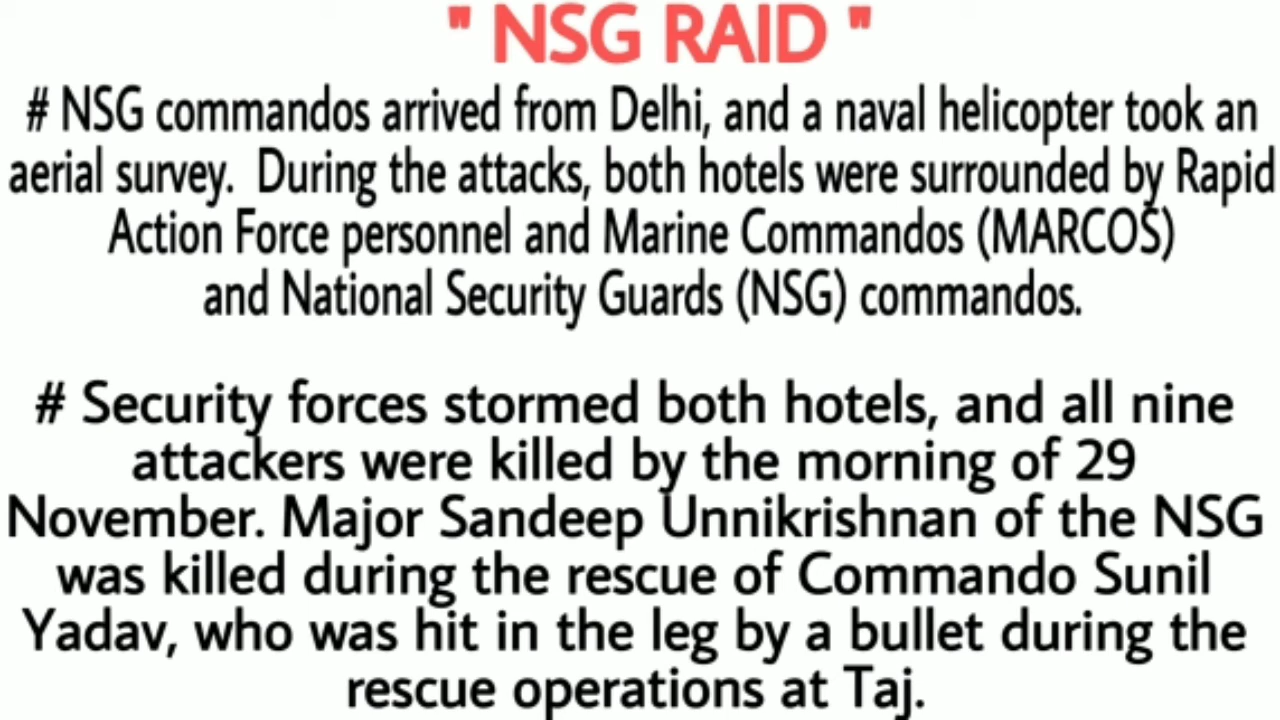 " NSG RAID "
# NSG commandos arrived from Delhi, and a naval helicopter took an
aerial survey. During the attacks, both hotels were surrounded by Rapid
Action Force personnel and Marine Commandos (MARCOS)
and National Security Guards (NSG) commandos.
# Security forces stormed both hotels, and all nine
attackers were killed by the morning of 29
November. Major Sandeep Unnikrishnan of the NSG
was killed during the rescue of Commando Sunil
Yadav, who was hit in the leg by a bullet during the
rescue operations at Taj.